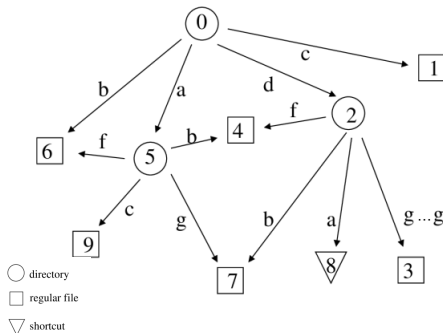 0
c
1
b
a
d
2
6
f
b
4
f
5
c
g
b
a
g...g
9
7
8
3
directory
regular file
shortcut